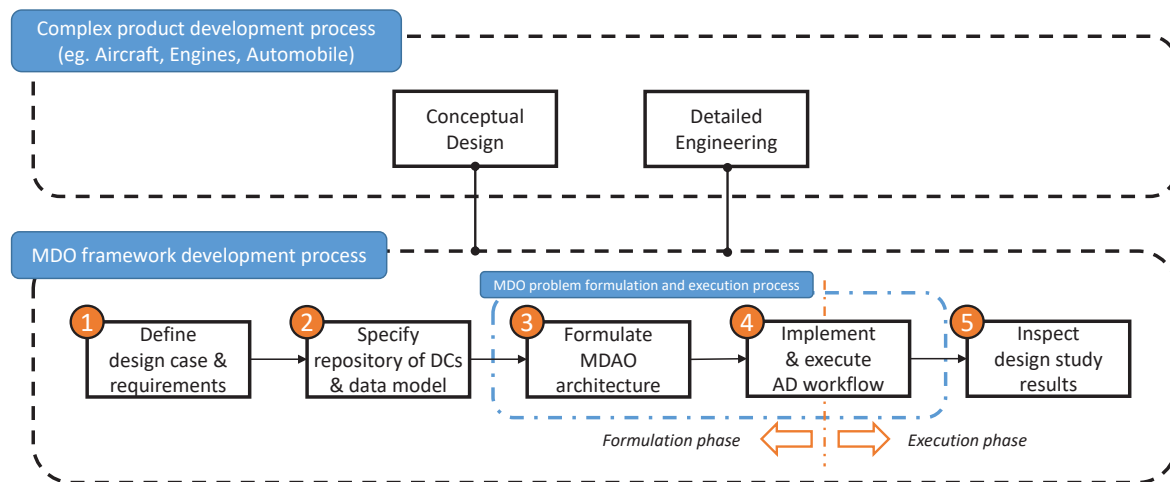 Complex product development process
(eg. Aircraft, Engines, Automobile)
Conceptual
Design
Detailed
Engineering
MDO framework development process
MDO problem formulation and execution process
1
Define
design case &
requirements
2
Specify
repository of DCs
& data model
3
Formulate
MDAO
architecture
4
Implement
& execute
AD workflow
5
Inspect
design study
results
Formulation phase
Execution phase